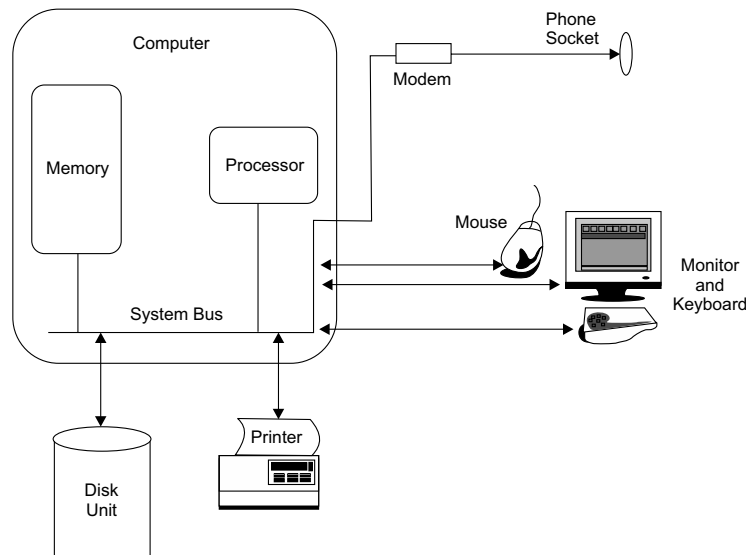 Computer
Phone
Socket
Modem
Memory
Processor
Mouse
Monitor
and
Keyboard
System Bus
Printer
Disk
Unit